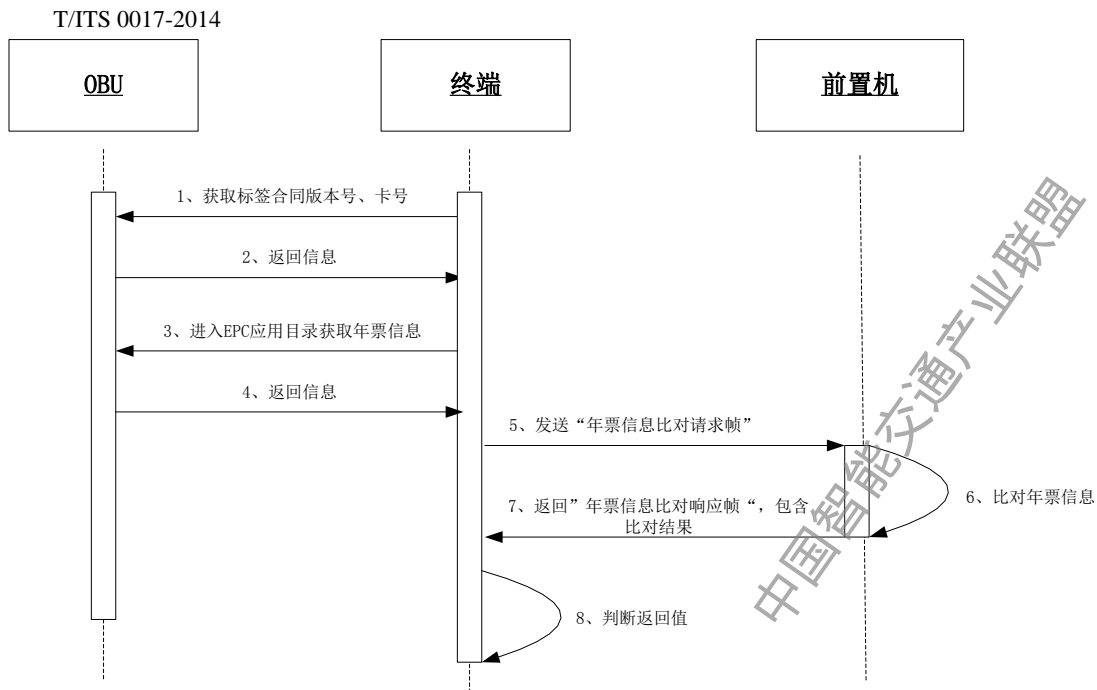 T/ITS 0017-2014
OBU
终端
前置机
1、获取标签合同版本号、卡号
2、返回信息
3、进入EPC应用目录获取年票信息
4、返回信息
5、发送“年票信息比对请求帧”
6、比对年票信息
7、返回”年票信息比对响应帧“，包含
比对结果
8、判断返回值
中国智能交通产业联盟